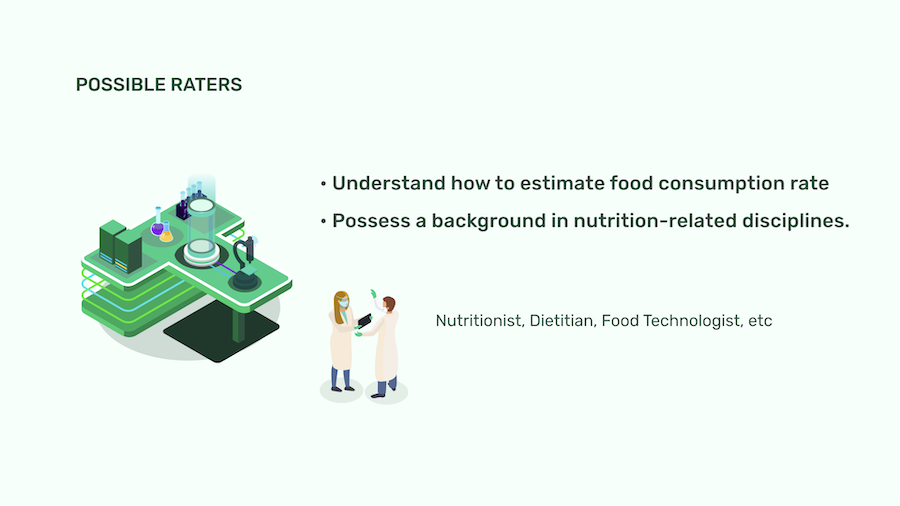 POSSIBLE RATERS
• Understand how to estimate food consumption rate
• Possess a background in nutrition-related disciplines.
Nutritionist, Dietitian, Food Technologist, etc